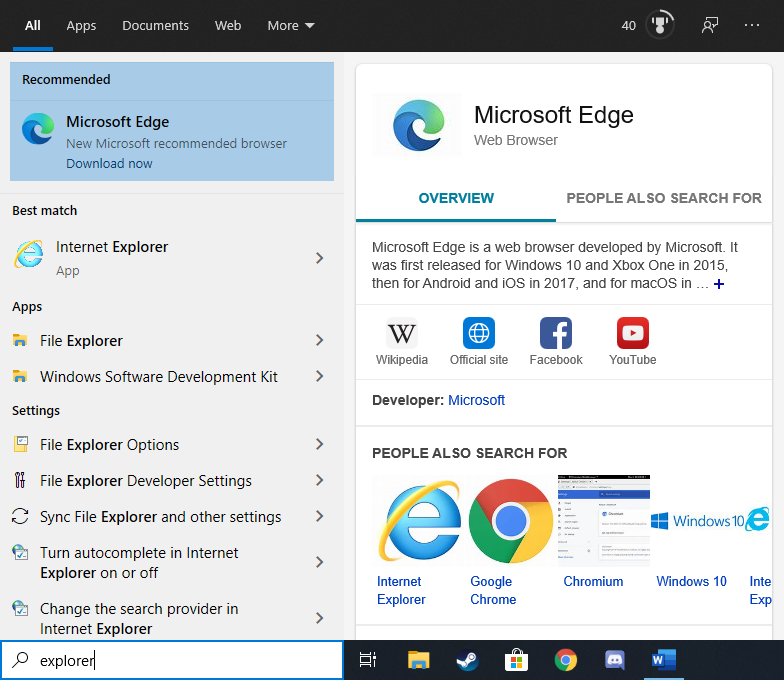 All Apps Documents Web More 40 ...
Recommended
Microsoft Edge
New Microsoft recommended browser
Download now
Best match
Internet Explorer
App
Apps
File Explorer
Windows Software Development Kit
Settings
File Explorer Options
File Explorer Developer Settings
Sync File Explorer and other settings
Turn autocomplete in Internet
Explorer on or off
Change the search provider in
Internet Explorer
explorer
Microsoft Edge
Web Browser
OVERVIEW PEOPLE ALSO SEARCH FOR
Microsoft Edge is a web browser developed by Microsoft. It
was first released for Windows 10 and Xbox One in 2015,
then for Android and iOS in 2017, and for macOS in ... +
W
Wikipedia Official site Facebook YouTube
Developer: Microsoft
PEOPLE ALSO SEARCH FOR
Windows 10
Internet
Explorer
Google
Chrome
Chromium
Windows 10
Inte
Exp
W